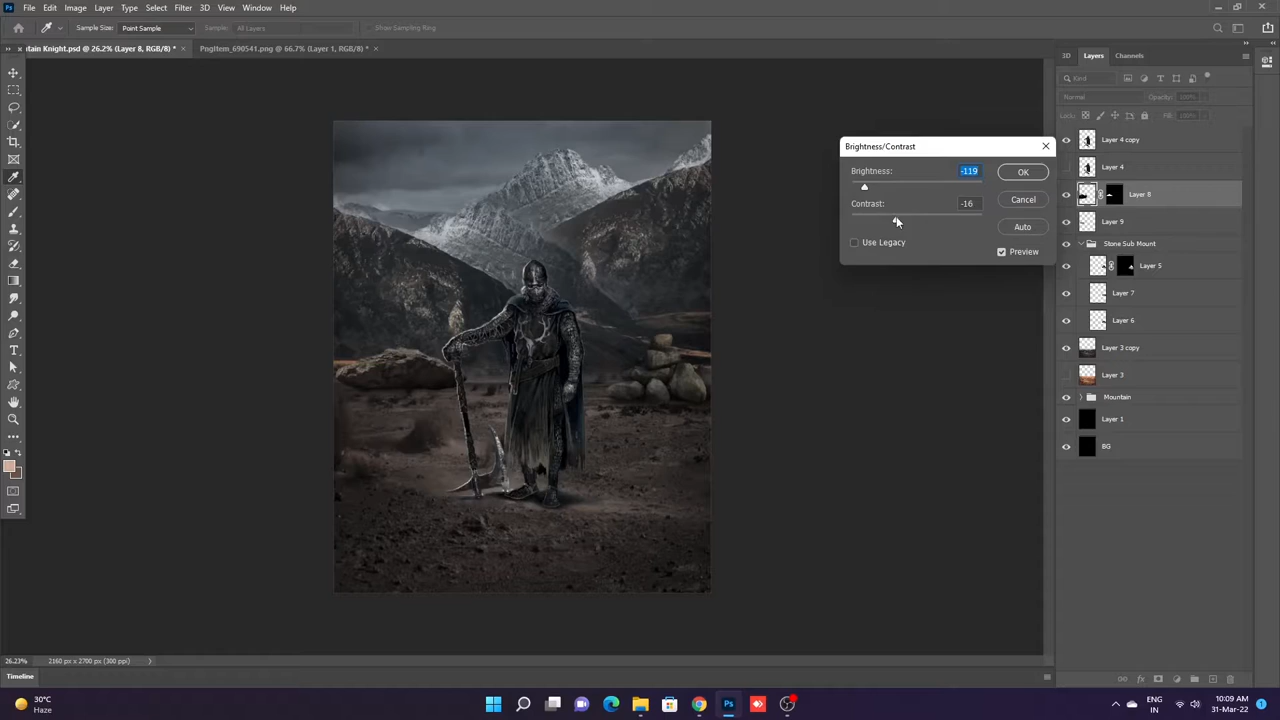 Ps File Edit Image Layer Type Select Filter 3D View Window Help
Sample Size: Point Sample Sample: All Layers Show Sampling Ring
tain Knight.psd @ 26.2% (Layer 8, RGB/8) * × PngItem_690541.png @ 66.7% (Layer 1, RGB/8) * ×
3D Layers Channels
Kind
Normal Opacity: 100%
Lock: Fill: 100%
Layer 4 copy
Layer 4
Layer 8
Layer 9
Stone Sub Mount
Layer 5
Layer 7
Layer 6
Layer 3 copy
Layer 3
Mountain
Layer 1
BG
Brightness/Contrast
Brightness: -119 OK
Contrast: -16 Cancel
Auto
Use Legacy
Preview
26.23% 2160 px x 2700 px (300 ppi)
Timeline
30°C
Haze
Ps
ENG
IN
10:09 AM
31-Mar-22
1